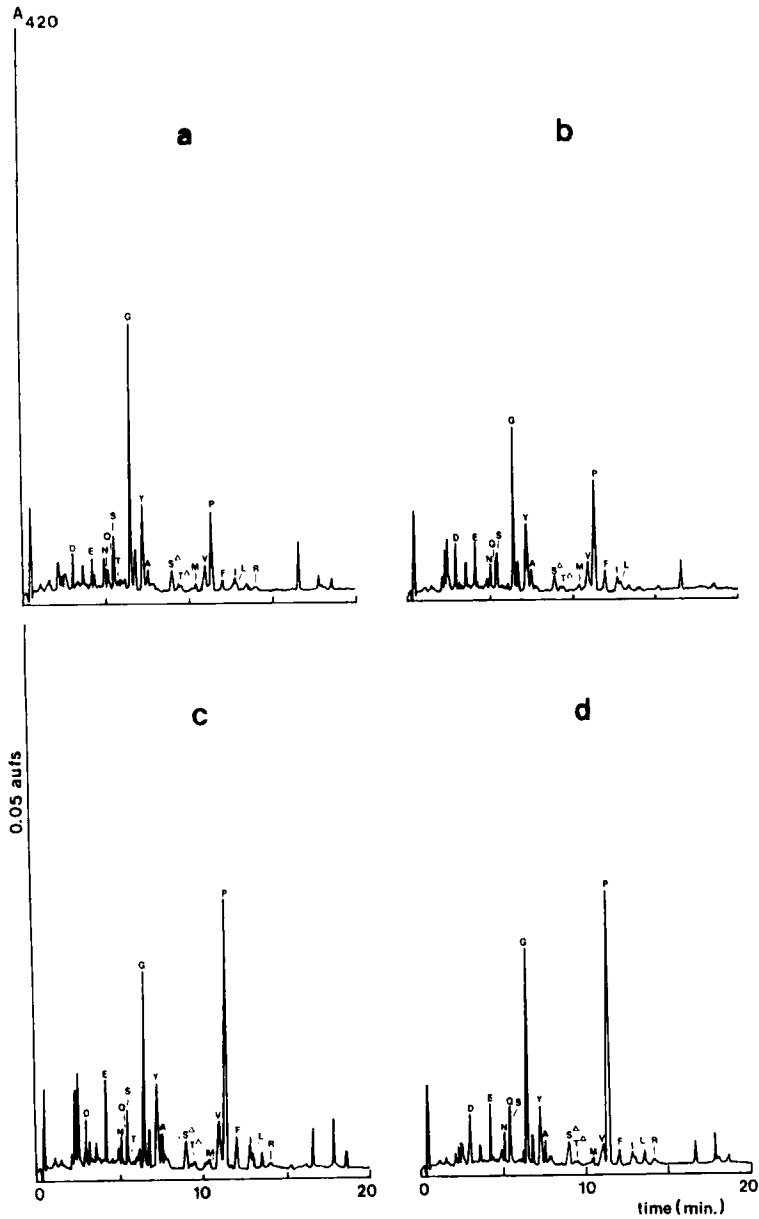 A420
a
b
G
D
E
N
Q
S
T
Y
A
S△
T△
M
V
P
F
I
L
R
G
D
E
N
Q
S
Y
A
S△
T△
M
V
P
F
I
L
0.05 aufs
c
d
P
G
D
E
M
Q
S
T
Y
A
S△
T△
M
V
F
L
R
P
G
D
E
N
Q
S
Y
A
S△
T△
M
V
F
I
L
R
0
10
20
0
10
20
time (min.)